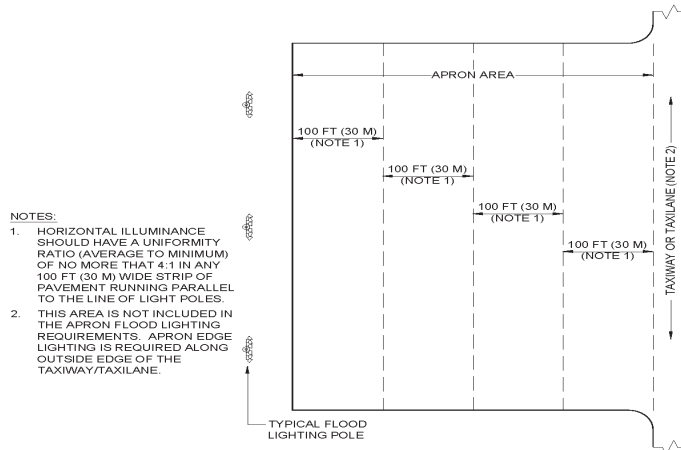 APRON AREA
100 FT (30 M)
(NOTE 1)
100 FT (30 M)
(NOTE 1)
100 FT (30 M)
(NOTE 1)
100 FT (30 M)
(NOTE 1)
TAXIWAY OR TAXILANE (NOTE 2)
NOTES:
1. HORIZONTAL ILLUMINANCE
SHOULD HAVE A UNIFORMITY
RATIO (AVERAGE TO MINIMUM)
OF NO MORE THAT 4:1 IN ANY
100 FT (30 M) WIDE STRIP OF
PAVEMENT RUNNING PARALLEL
TO THE LINE OF LIGHT POLES.
2. THIS AREA IS NOT INCLUDED IN
THE APRON FLOOD LIGHTING
REQUIREMENTS. APRON EDGE
LIGHTING IS REQUIRED ALONG
OUTSIDE EDGE OF THE
TAXIWAY/TAXILANE.
TYPICAL FLOOD
LIGHTING POLE